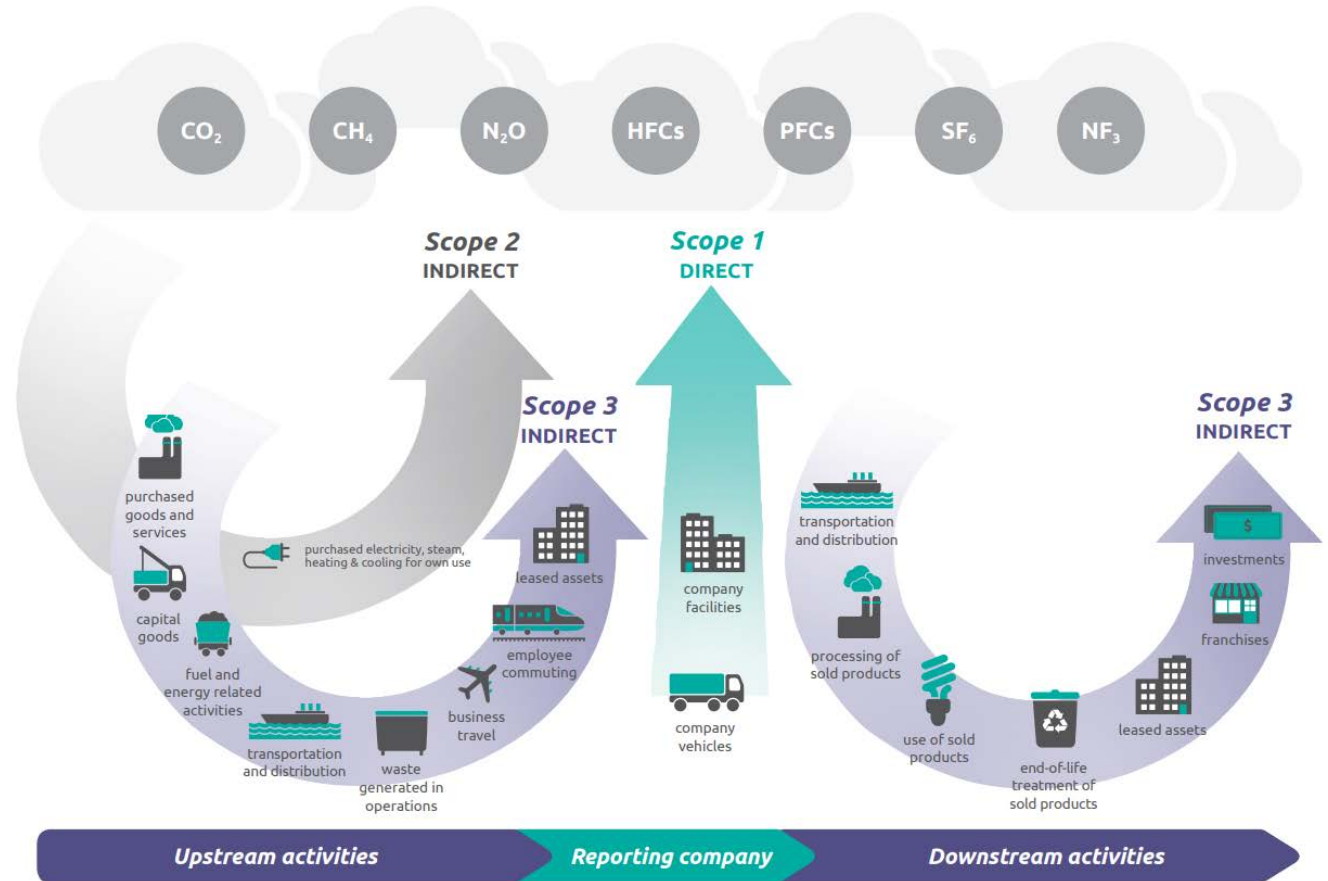 CO₂
CH₄
N₂O
HFCs
PFCs
SF₆
NF₃
Scope 2
INDIRECT
Scope 1
DIRECT
Scope 3
INDIRECT
Scope 3
INDIRECT
purchased
goods and
services
capital
goods
fuel and
energy related
activities
purchased electricity, steam,
heating & cooling for own use
transportation
and distribution
waste
generated in
operations
business
travel
employee
commuting
leased assets
company
facilities
company
vehicles
transportation
and distribution
processing of
sold products
use of sold
products
end-of-life
treatment of
sold products
leased assets
franchises
$
investments
Upstream activities
Reporting company
Downstream activities